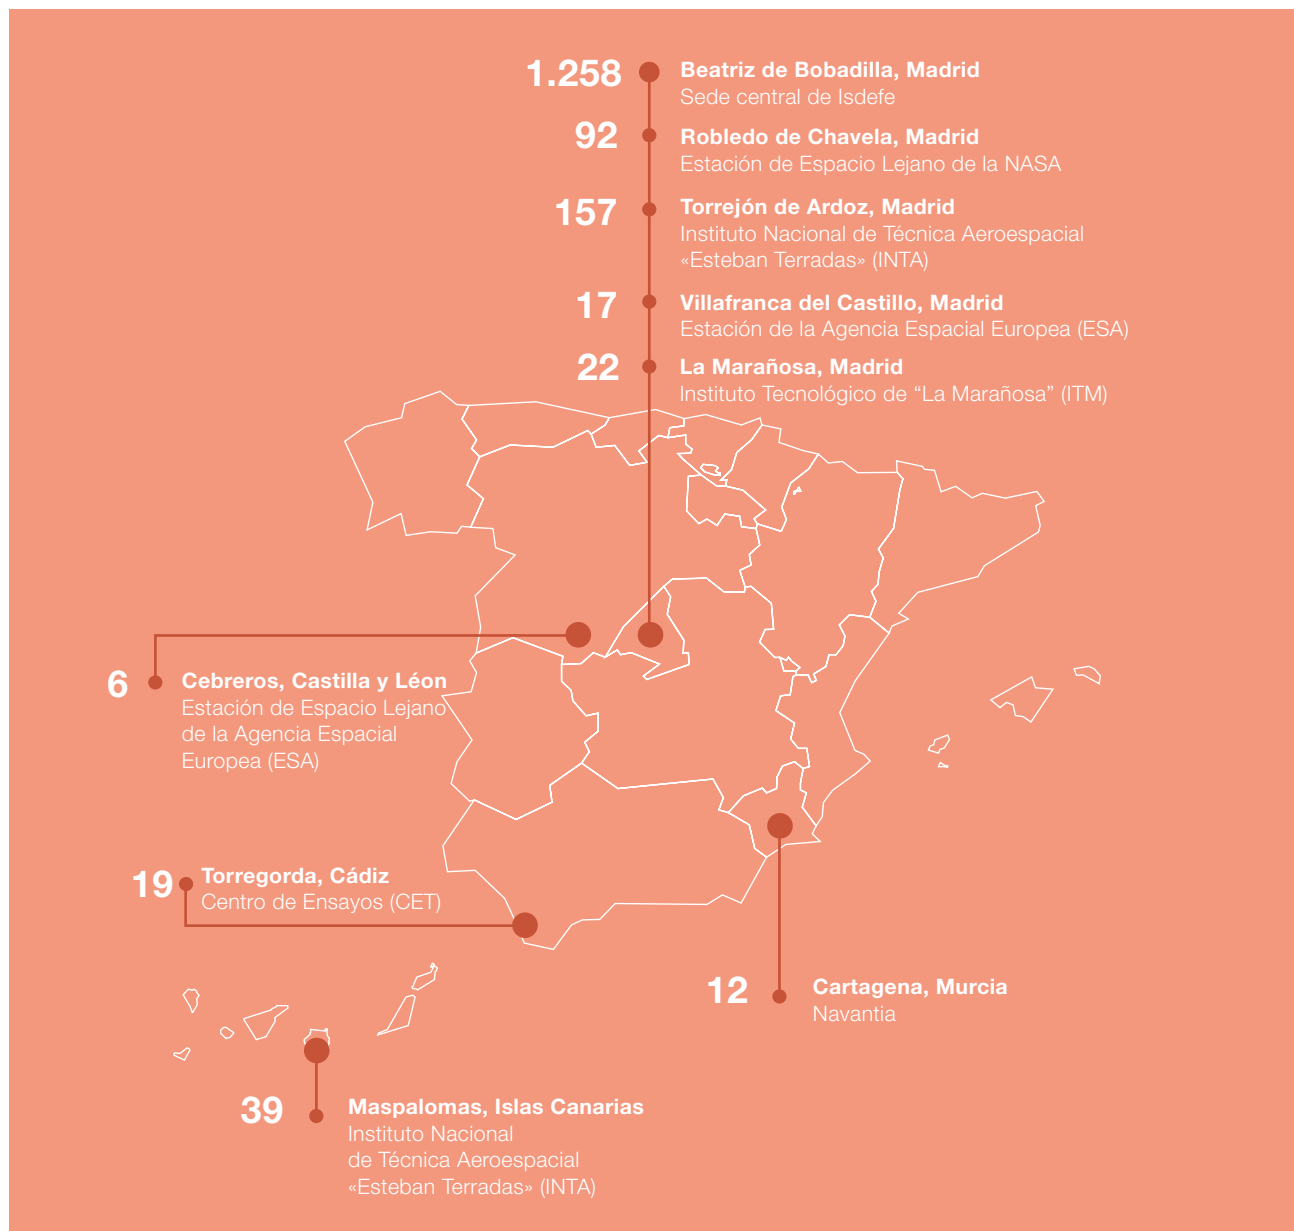 1.258
Beatriz de Bobadilla, Madrid
Sede central de Isdefe
92
Robledo de Chavela, Madrid
Estación de Espacio Lejano de la NASA
157
Torrejón de Ardoz, Madrid
Instituto Nacional de Técnica Aeroespacial
«Esteban Terradas» (INTA)
17
Villafranca del Castillo, Madrid
Estación de la Agencia Espacial Europea (ESA)
22
La Marañosa, Madrid
Instituto Tecnológico de “La Marañosa” (ITM)
6
Cebreros, Castilla y Léon
Estación de Espacio Lejano
de la Agencia Espacial
Europea (ESA)
19
Torregorda, Cádiz
Centro de Ensayos (CET)
12
Cartagena, Murcia
Navantia
39
Maspalomas, Islas Canarias
Instituto Nacional
de Técnica Aeroespacial
«Esteban Terradas» (INTA)